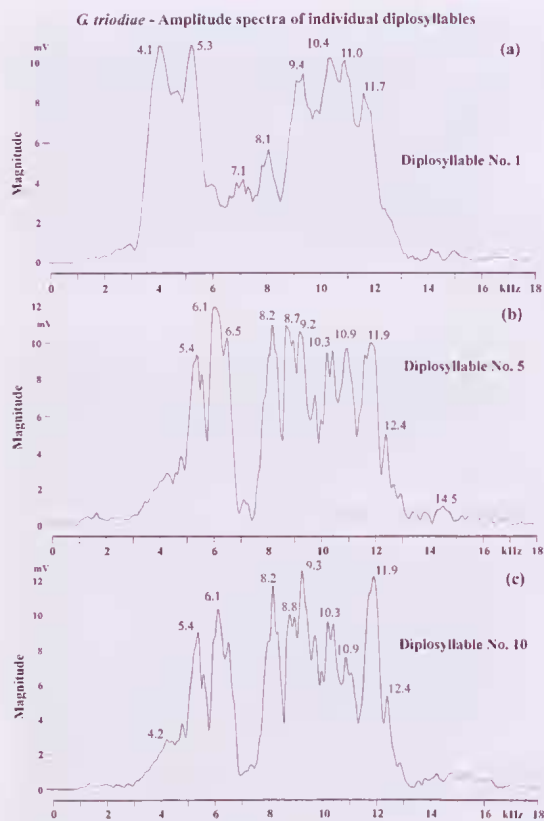 G. triodiae - Amplitude spectra of individual diplosyllables
(a)
mV
4.1 5.3 7.1 8.1 9.4 10.4 11.0 11.7
10
8
6
4
2
0
Magnitude
Diplosyllable No. 1
0 2 4 6 8 10 11 12 14 16 kHz 18
(b)
mV
12
10
8
6
4
2
0
5.4 6.1 6.5 8.2 8.7 9.2 10.3 10.9 11.9 12.4 14.5
Magnitude
Diplosyllable No. 5
0 2 4 6 8 10 12 14 16 kHz 18
(c)
mV
12
10
8
6
4
2
0
4.2 5.4 6.1 8.2 8.8 9.3 10.3 10.9 11.9 12.4
Magnitude
Diplosyllable No. 10
0 2 4 6 8 10 12 14 16 kHz 18